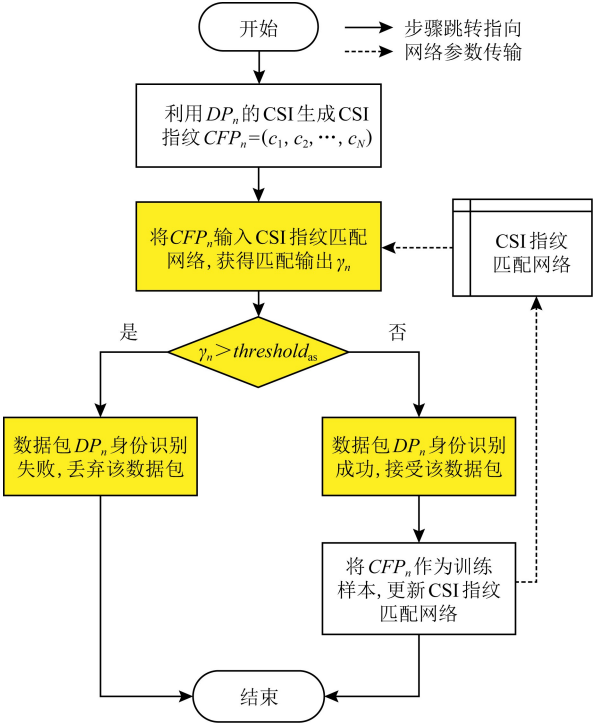 开始
步骤跳转指向
网络参数传输
利用DPₙ的CSI生成CSI
指纹CFPₙ=(c₁, c₂, ⋯, c_N)
将CFPₙ输入CSI指纹匹配
网络,获得匹配输出γₙ
CSI指纹
匹配网络
是
γₙ＞threshold_as
否
数据包DPₙ身份识别
失败,丢弃该数据包
数据包DPₙ身份识别
成功,接受该数据包
将CFPₙ作为训练
样本,更新CSI指纹
匹配网络
结束